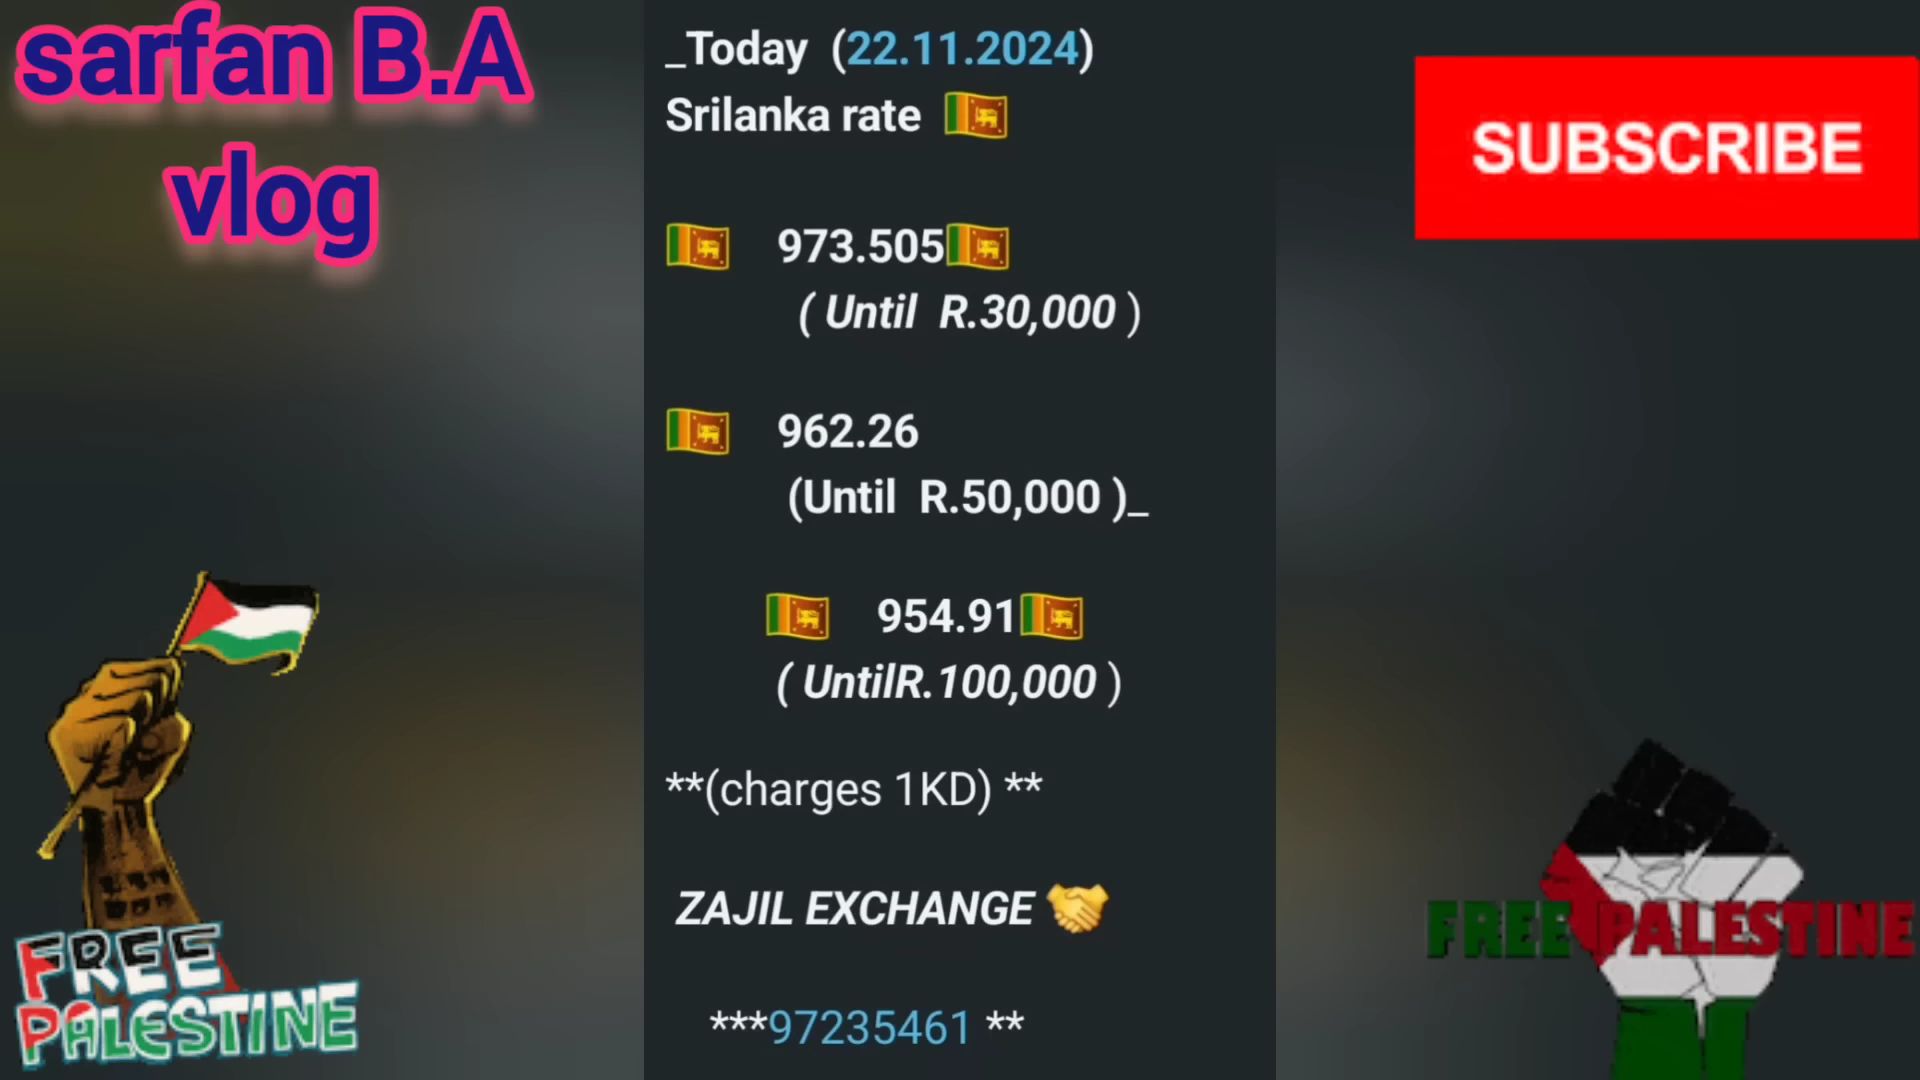 sarfan B.A
vlog
_Today (22.11.2024)
Srilanka rate 🇱🇰
🇱🇰 973.505🇱🇰
( Until R.30,000 )
🇱🇰 962.26
(Until R.50,000 )_
🇱🇰 954.91🇱🇰
( UntilR.100,000 )
**(charges 1KD) **
ZAJIL EXCHANGE 🤝
***97235461 **
SUBSCRIBE
FREE
PALESTINE
FREE PALESTINE